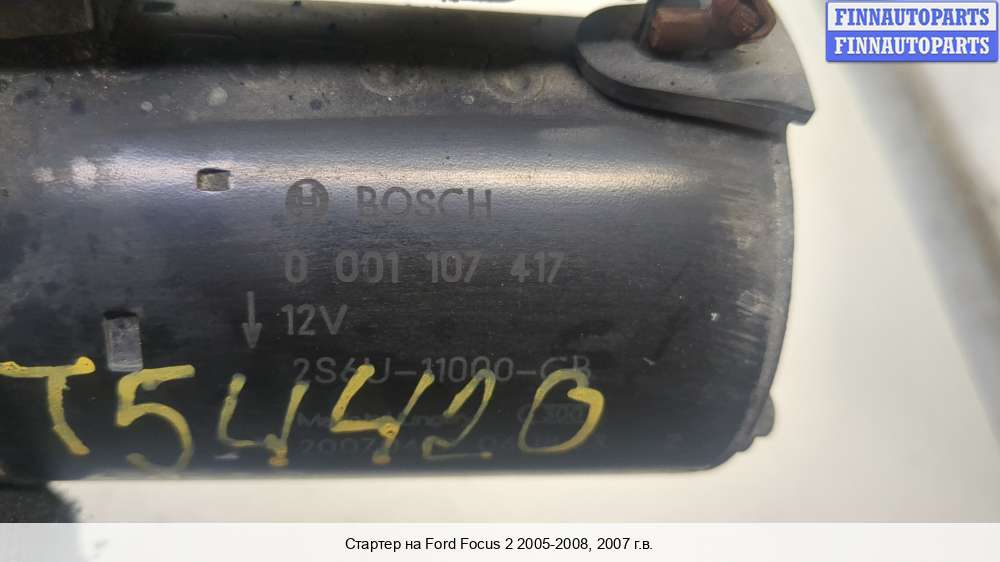 FINNAUTOPARTS
FINNAUTOPARTS
BOSCH
0 001 107 417
12V
2S6U-11000-CB
T54420
Стартер на Ford Focus 2 2005-2008, 2007 г.в.